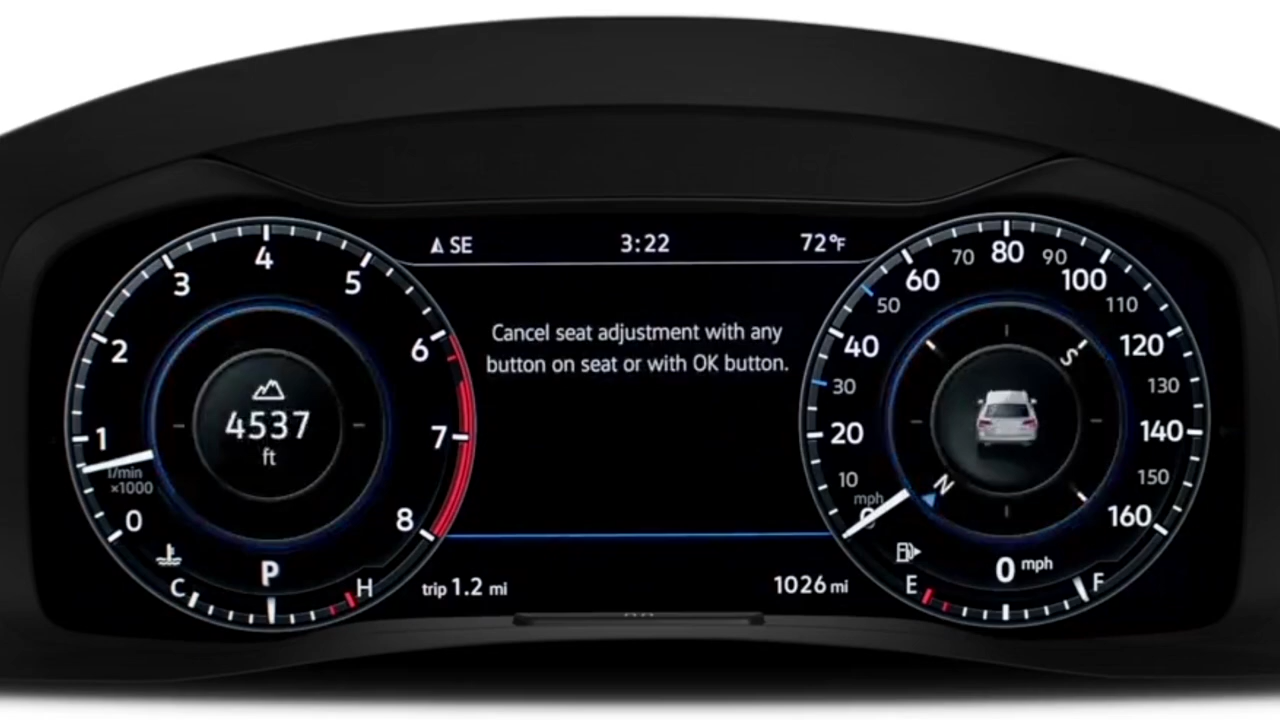 SE 3:22 72°F
Cancel seat adjustment with any
button on seat or with OK button.
0 1 2 3 4 5 6 7 8
1/min
×1000
4537
ft
C P H
trip 1.2 mi
1026 mi
0 10 20 30 40 50 60 70 80 90 100 110 120 130 140 150 160
mph
S
N
0 mph
E F